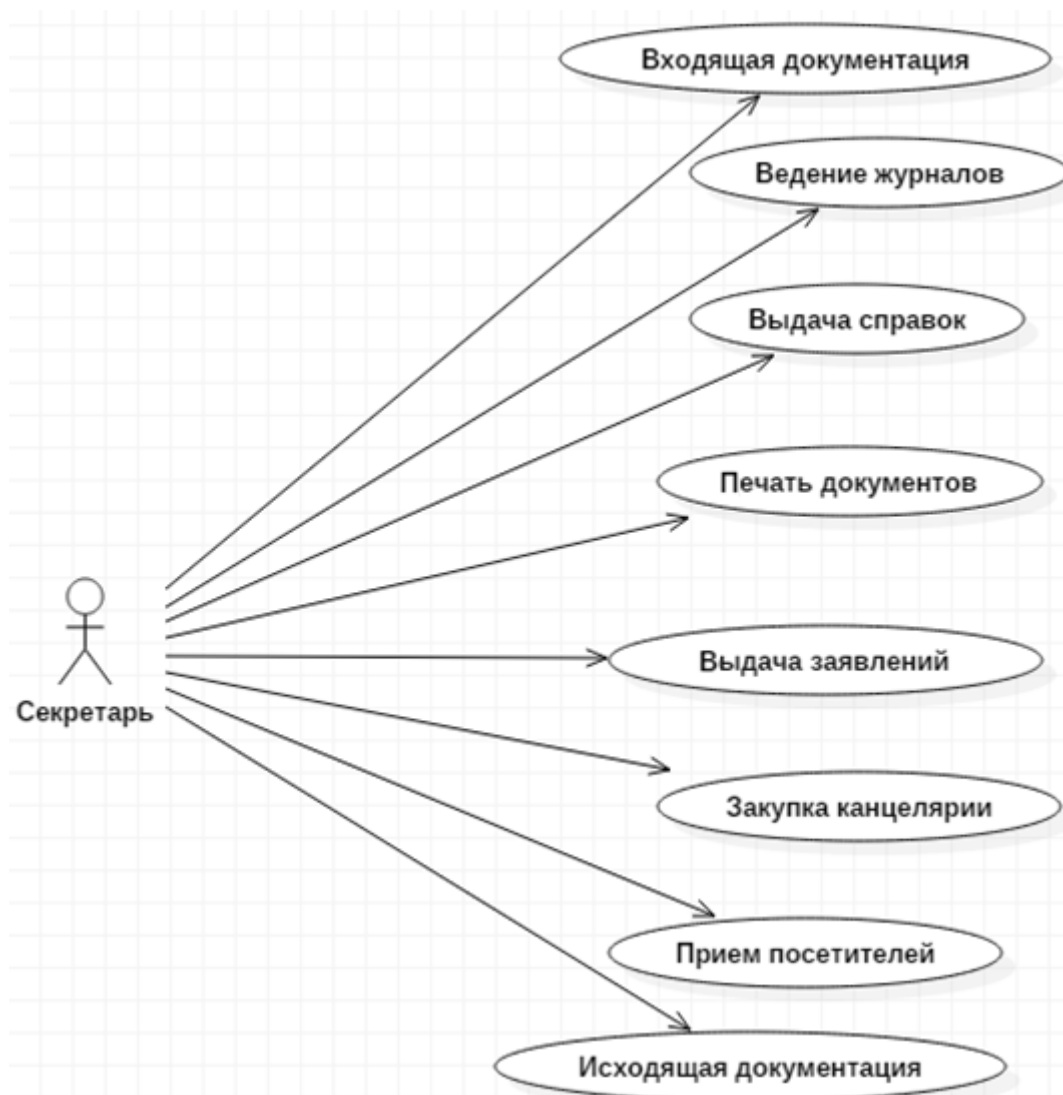 Входящая документация
Ведение журналов
Выдача справок
Печать документов
Выдача заявлений
Секретарь
Закупка канцелярии
Прием посетителей
Исходящая документация